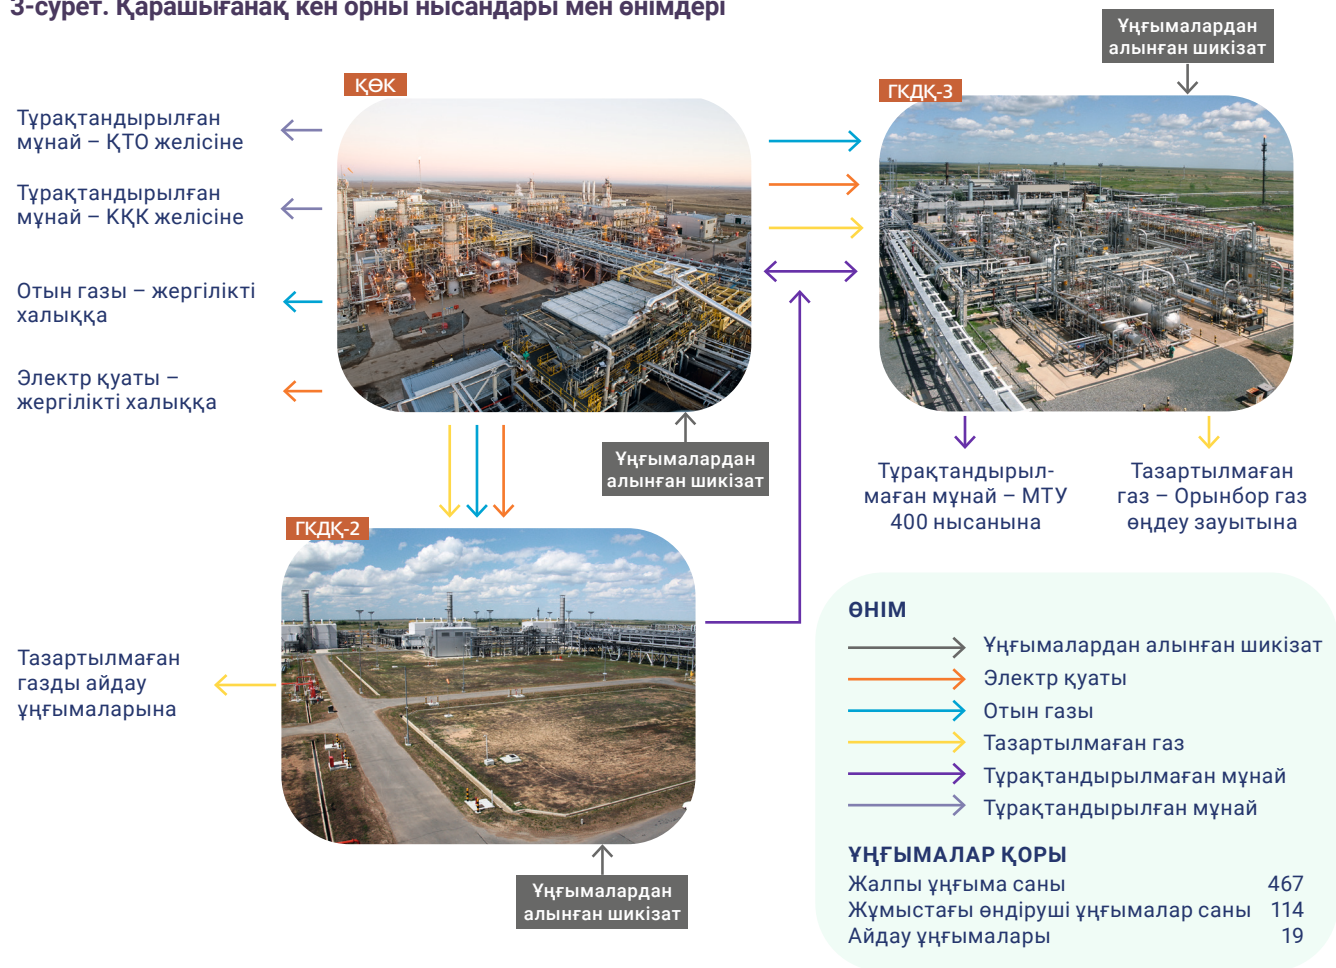 3-сурет. Қарашығанақ кен орны нысандары мен өнімдері
Ұңғымалардан
алынған шикізат
ҚӨК
ГКДҚ-3
Тұрақтандырылған
мұнай – ҚТО желісіне
Тұрақтандырылған
мұнай – КҚК желісіне
Отын газы – жергілікті
халыққа
Электр қуаты –
жергілікті халыққа
Ұңғымалардан
алынған шикізат
Тұрақтандырыл-
маған мұнай – МТУ
400 нысанына
Тазартылмаған
газ – Орынбор газ
өңдеу зауытына
ГКДҚ-2
Тазартылмаған
газды айдау
ұңғымаларына
Ұңғымалардан
алынған шикізат
ӨНІМ
Ұңғымалардан алынған шикізат
Электр қуаты
Отын газы
Тазартылмаған газ
Тұрақтандырылмаған мұнай
Тұрақтандырылған мұнай
ҰҢҒЫМАЛАР ҚОРЫ
Жалпы ұңғыма саны 467
Жұмыстағы өндіруші ұңғымалар саны 114
Айдау ұңғымалары 19